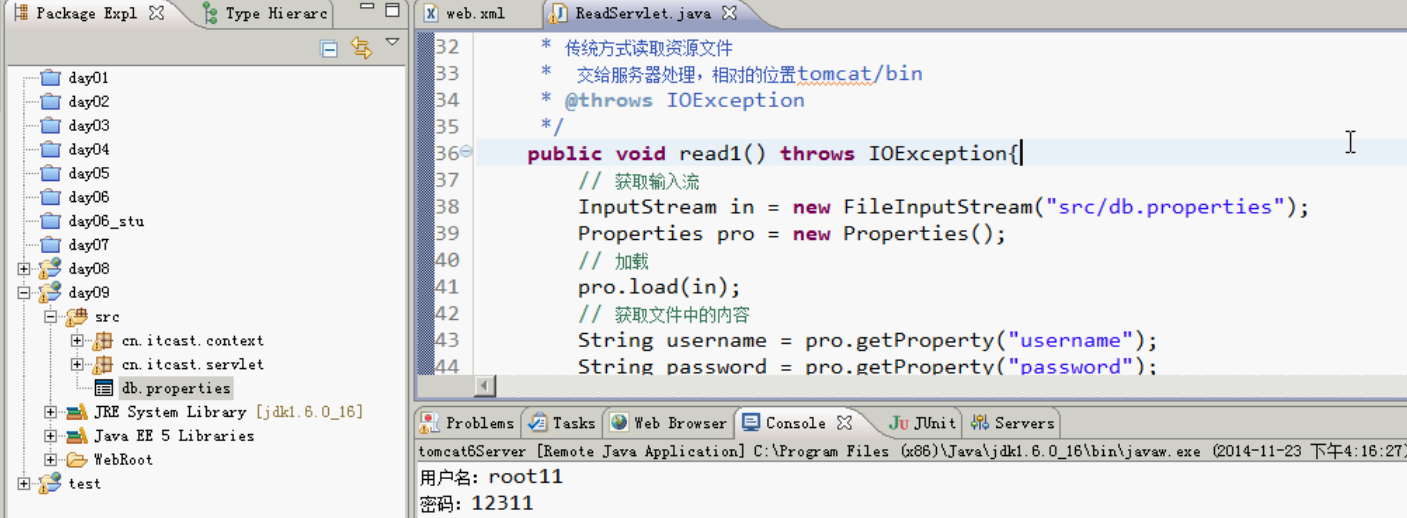 Package Expl
Type Hierarc
day01
day02
day03
day04
day05
day06
day06_stu
day07
day08
day09
src
cn.itcast.context
cn.itcast.servlet
db.properties
JRE System Library [jdk1.6.0_16]
Java EE 5 Libraries
WebRoot
test
web.xml
ReadServlet.java
32 * 传统方式读取资源文件
33 * 交给服务器处理，相对的位置tomcat/bin
34 * @throws IOException
35 */
36 public void read1() throws IOException{
37 // 获取输入流
38 InputStream in = new FileInputStream("src/db.properties");
39 Properties pro = new Properties();
40 // 加载
41 pro.load(in);
42 // 获取文件中的内容
43 String username = pro.getProperty("username");
44 String password = pro.getProperty("password");
Problems Tasks Web Browser Console JUnit Servers
tomcat6Server [Remote Java Application] C:\Program Files (x86)\Java\jdk1.6.0_16\bin\javaw.exe (2014-11-23 下午4:16:27)
用户名：root11
密码：12311